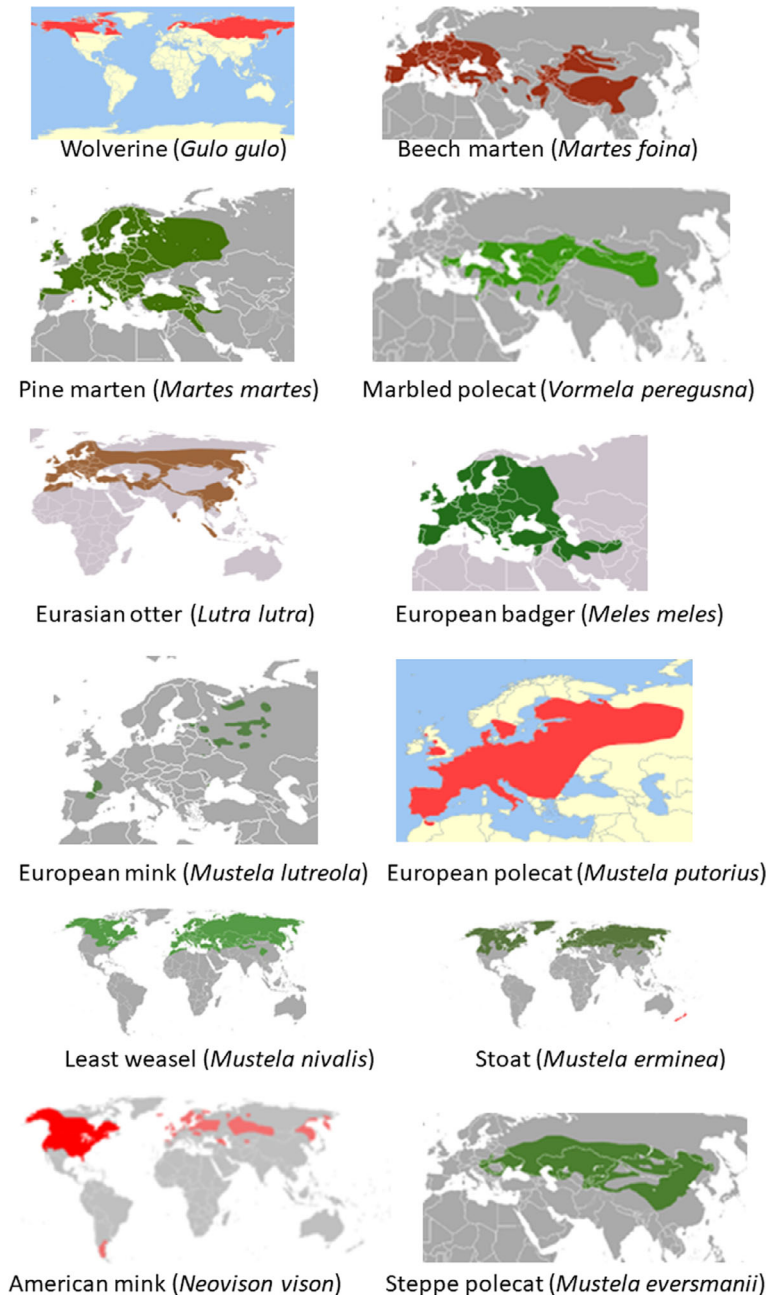 Wolverine (Gulo gulo)
Beech marten (Martes foina)
Pine marten (Martes martes)
Marbled polecat (Vormela peregusna)
Eurasian otter (Lutra lutra)
European badger (Meles meles)
European mink (Mustela lutreola)
European polecat (Mustela putorius)
Least weasel (Mustela nivalis)
Stoat (Mustela erminea)
American mink (Neovison vison)
Steppe polecat (Mustela eversmanii)